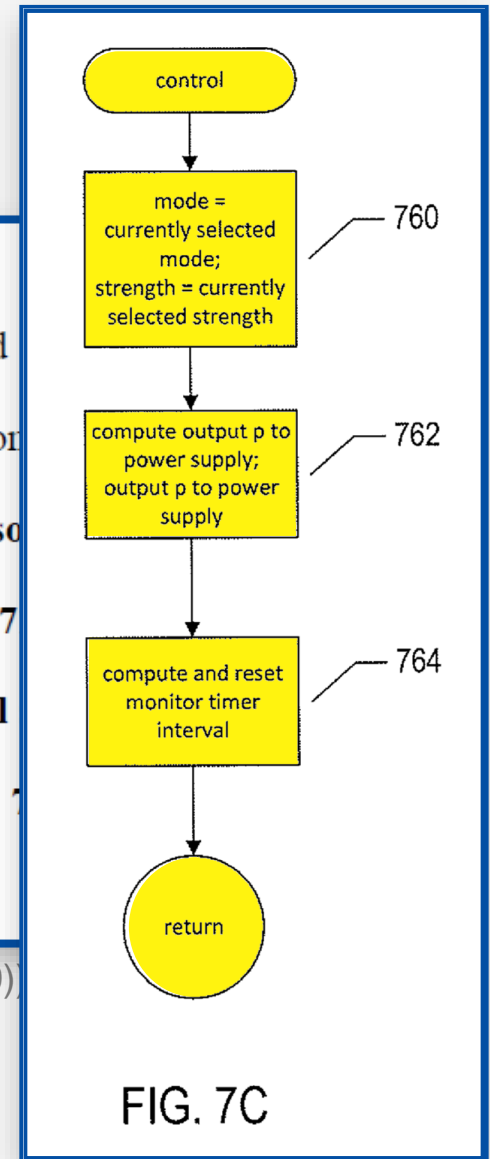 control
mode =
currently selected
mode;
strength = currently
selected strength
760
compute output p to
power supply;
output p to power
supply
762
compute and reset
monitor timer
interval
764
return
FIG. 7C